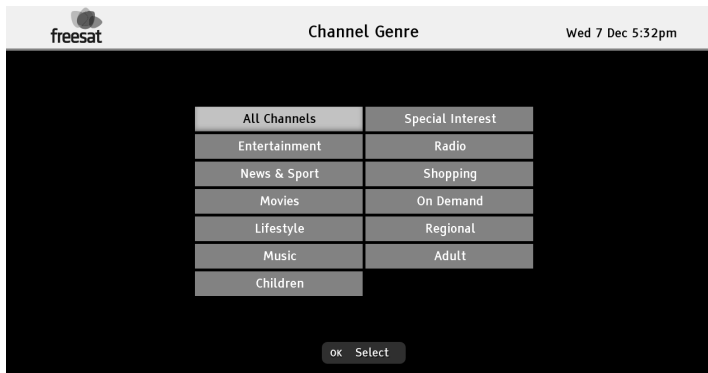 freesat
Channel Genre
Wed 7 Dec 5:32pm
All Channels
Special Interest
Entertainment
Radio
News & Sport
Shopping
Movies
On Demand
Lifestyle
Regional
Music
Adult
Children
OK Select